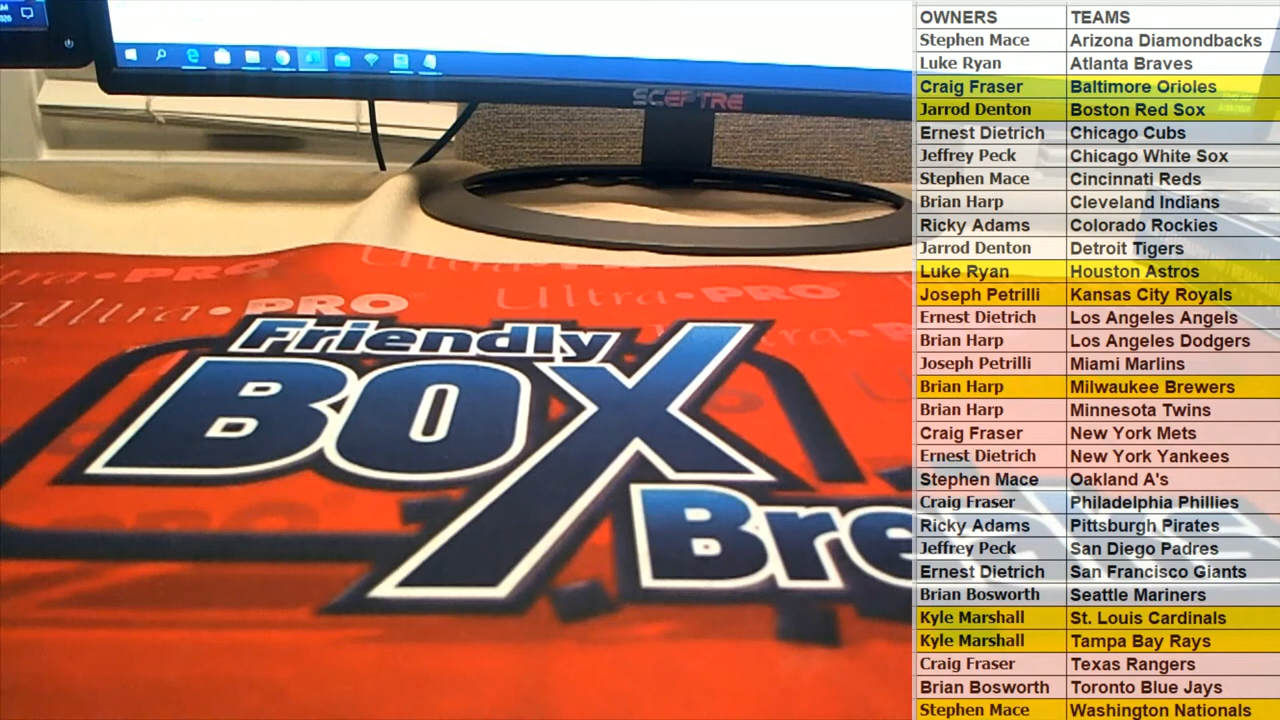 SCEPTRE
Ultra PRO
Ultra PRO
Ultra PRO
Friendly
BOX
Bre
OWNERS TEAMS
Stephen Mace Arizona Diamondbacks
Luke Ryan Atlanta Braves
Craig Fraser Baltimore Orioles
Jarrod Denton Boston Red Sox
Ernest Dietrich Chicago Cubs
Jeffrey Peck Chicago White Sox
Stephen Mace Cincinnati Reds
Brian Harp Cleveland Indians
Ricky Adams Colorado Rockies
Jarrod Denton Detroit Tigers
Luke Ryan Houston Astros
Joseph Petrilli Kansas City Royals
Ernest Dietrich Los Angeles Angels
Brian Harp Los Angeles Dodgers
Joseph Petrilli Miami Marlins
Brian Harp Milwaukee Brewers
Brian Harp Minnesota Twins
Craig Fraser New York Mets
Ernest Dietrich New York Yankees
Stephen Mace Oakland A's
Craig Fraser Philadelphia Phillies
Ricky Adams Pittsburgh Pirates
Jeffrey Peck San Diego Padres
Ernest Dietrich San Francisco Giants
Brian Bosworth Seattle Mariners
Kyle Marshall St. Louis Cardinals
Kyle Marshall Tampa Bay Rays
Craig Fraser Texas Rangers
Brian Bosworth Toronto Blue Jays
Stephen Mace Washington Nationals